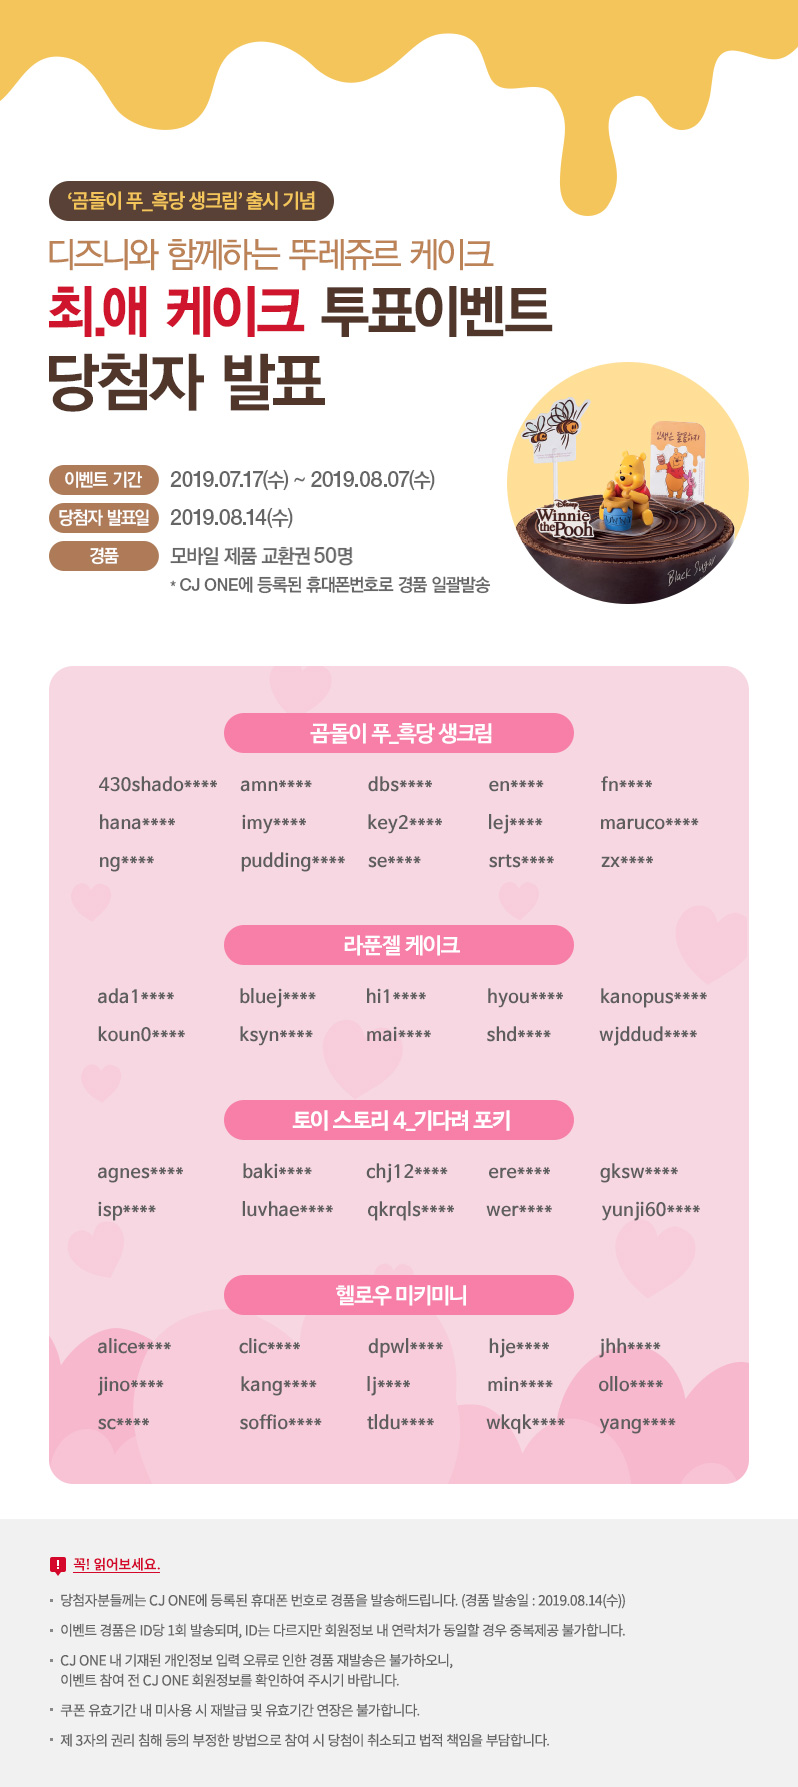 ‘곰돌이 푸_흑당 생크림’ 출시 기념
디즈니와 함께하는 뚜레쥬르 케이크
최.애 케이크 투표이벤트
당첨자 발표
이벤트 기간 2019.07.17(수) ~ 2019.08.07(수)
당첨자 발표일 2019.08.14(수)
경품 모바일 제품 교환권 50명
* CJ ONE에 등록된 휴대폰번호로 경품 일괄발송
인생은 달콤하지
Disney
Winnie
the Pooh
HUNNY
Black Sugar
곰돌이 푸_흑당 생크림
430shado**** amn**** dbs**** en**** fn****
hana**** imy**** key2**** lej**** maruco****
ng**** pudding**** se**** srts**** zx****
라푼젤 케이크
ada1**** bluej**** hi1**** hyou**** kanopus****
koun0**** ksyn**** mai**** shd**** wjddud****
토이 스토리 4_기다려 포키
agnes**** baki**** chj12**** ere**** gksw****
isp**** luvhae**** qkrqls**** wer**** yunji60****
헬로우 미키미니
alice**** clic**** dpwl**** hje**** jhh****
jino**** kang**** lj**** min**** ollo****
sc**** soffio**** tldu**** wkqk**** yang****
꼭! 읽어보세요.
· 당첨자분들께는 CJ ONE에 등록된 휴대폰 번호로 경품을 발송해드립니다. (경품 발송일 : 2019.08.14(수))
· 이벤트 경품은 ID당 1회 발송되며, ID는 다르지만 회원정보 내 연락처가 동일할 경우 중복제공 불가합니다.
· CJ ONE 내 기재된 개인정보 입력 오류로 인한 경품 재발송은 불가하오니,
이벤트 참여 전 CJ ONE 회원정보를 확인하여 주시기 바랍니다.
· 쿠폰 유효기간 내 미사용 시 재발급 및 유효기간 연장은 불가합니다.
· 제 3자의 권리 침해 등의 부정한 방법으로 참여 시 당첨이 취소되고 법적 책임을 부담합니다.